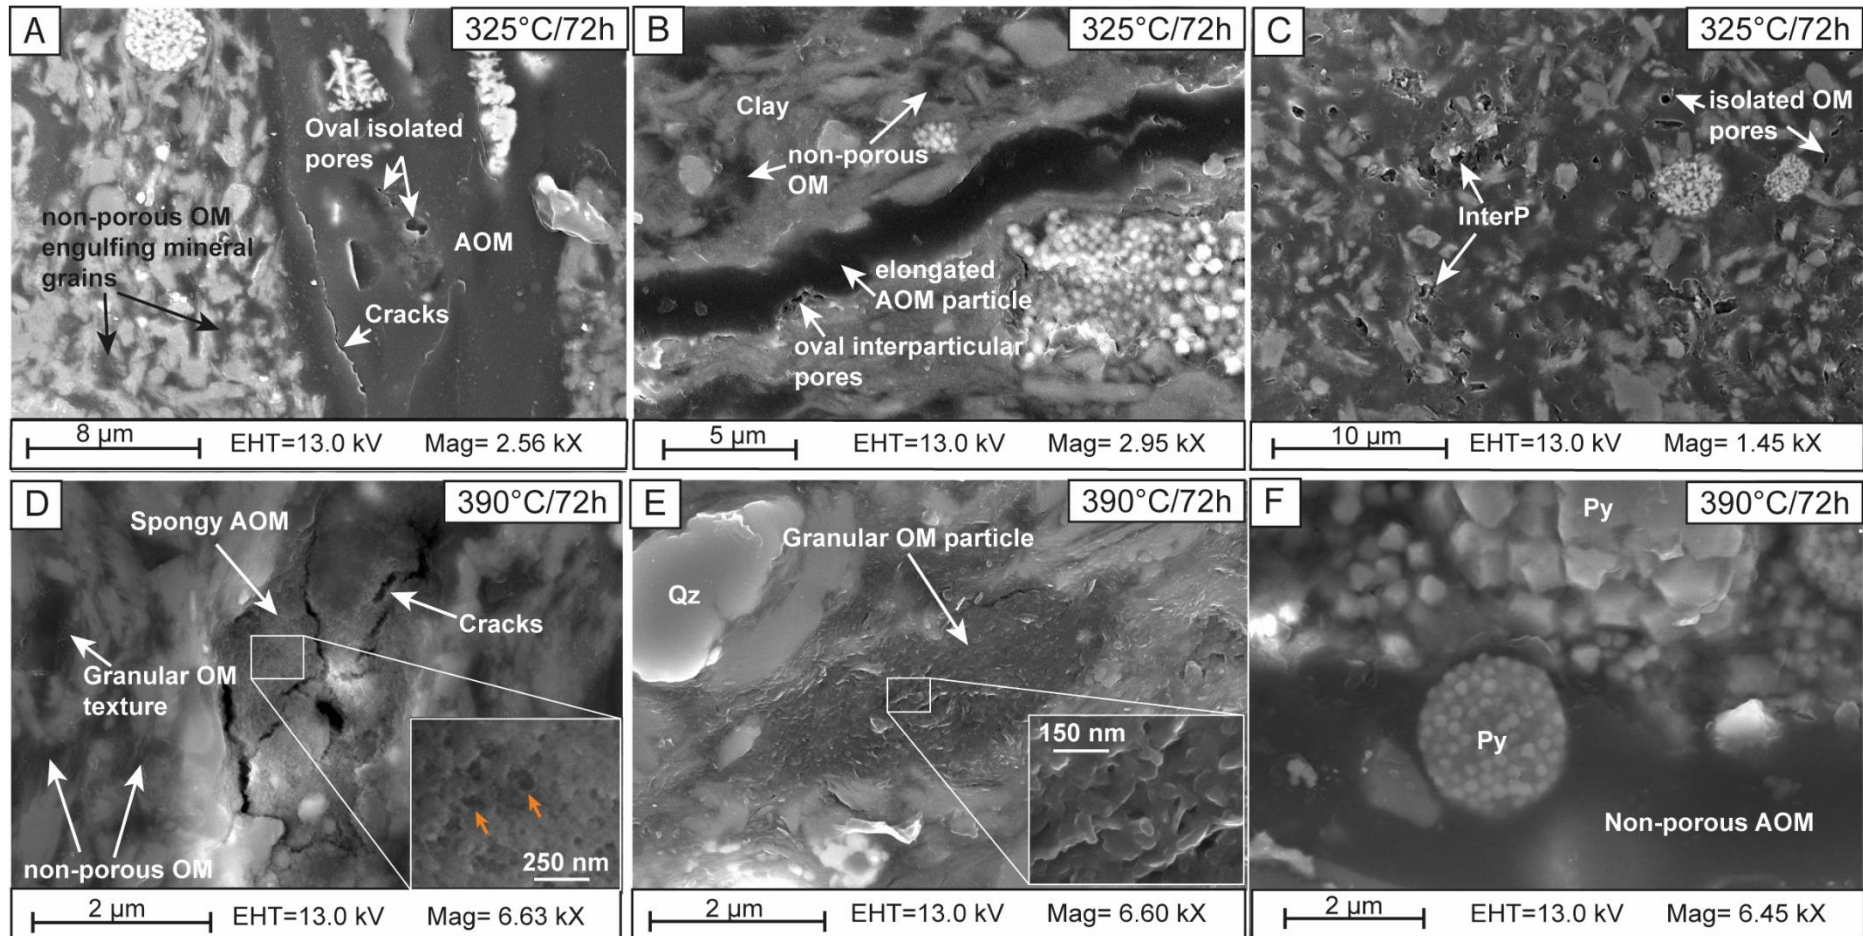 A
325°C/72h
Oval isolated
pores
non-porous OM
engulfing mineral
grains
AOM
Cracks
8 µm
EHT=13.0 kV
Mag= 2.56 kX
B
325°C/72h
Clay
non-porous
OM
elongated
AOM particle
oval interparticular
pores
5 µm
EHT=13.0 kV
Mag= 2.95 kX
C
325°C/72h
isolated OM
pores
InterP
10 µm
EHT=13.0 kV
Mag= 1.45 kX
D
390°C/72h
Spongy AOM
Cracks
Granular OM
texture
non-porous OM
250 nm
2 µm
EHT=13.0 kV
Mag= 6.63 kX
E
390°C/72h
Granular OM particle
Qz
150 nm
2 µm
EHT=13.0 kV
Mag= 6.60 kX
F
390°C/72h
Py
Py
Non-porous AOM
2 µm
EHT=13.0 kV
Mag= 6.45 kX